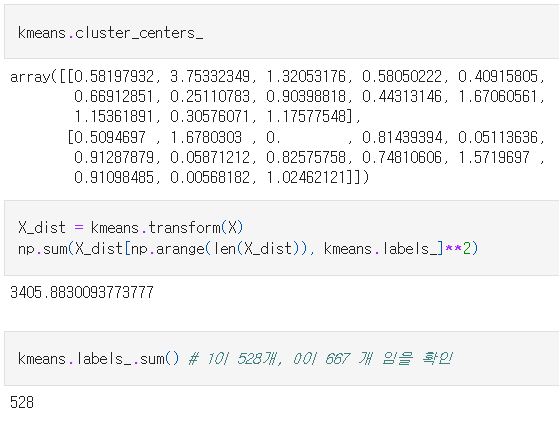 kmeans.cluster_centers_
array([[0.58197932, 3.75332349, 1.32053176, 0.58050222, 0.40915805,
0.66912851, 0.25110783, 0.90398818, 0.44313146, 1.67060561,
1.15361891, 0.30576071, 1.17577548],
[0.5094697 , 1.6780303 , 0. , 0.81439394, 0.05113636,
0.91287879, 0.05871212, 0.82575758, 0.74810606, 1.5719697 ,
0.91098485, 0.00568182, 1.02462121]])
X_dist = kmeans.transform(X)
np.sum(X_dist[np.arange(len(X_dist)), kmeans.labels_]**2)
3405.8830093773777
kmeans.labels_.sum() # 1이 528개, 0이 667 개 임을 확인
528